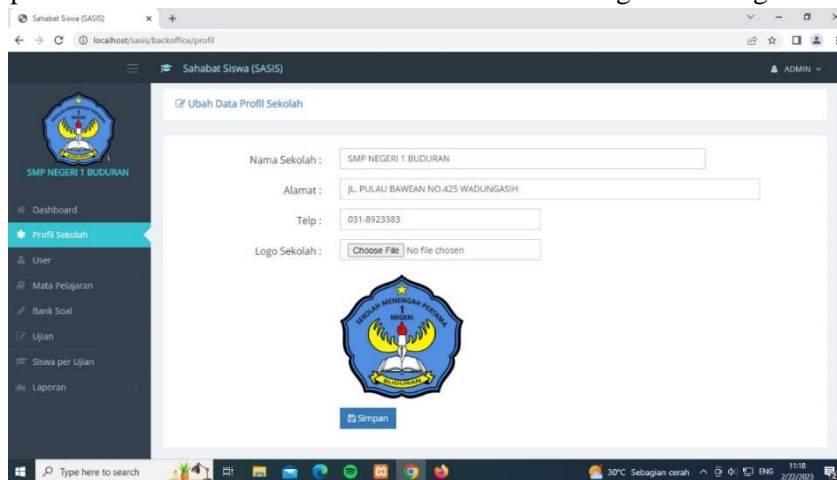 Sahabat Siswa (SASIS)
localhost/sasis/backoffice/profil
Sahabat Siswa (SASIS)
ADMIN
SMP NEGERI 1 BUDURAN
Dashboard
Profil Sekolah
User
Mata Pelajaran
Bank Soal
Ujian
Siswa per Ujian
Laporan
Ubah Data Profil Sekolah
Nama Sekolah :
SMP NEGERI 1 BUDURAN
Alamat :
JL. PULAU BAWEAN NO.425 WADUNGASIH
Telp :
031-8923383
Logo Sekolah :
Choose File No file chosen
SEKOLAH MENENGAH PERTAMA
1
NEGERI
BUDURAN
Simpan
Type here to search
30°C Sebagian cerah
ENG
11:18
2/22/2023